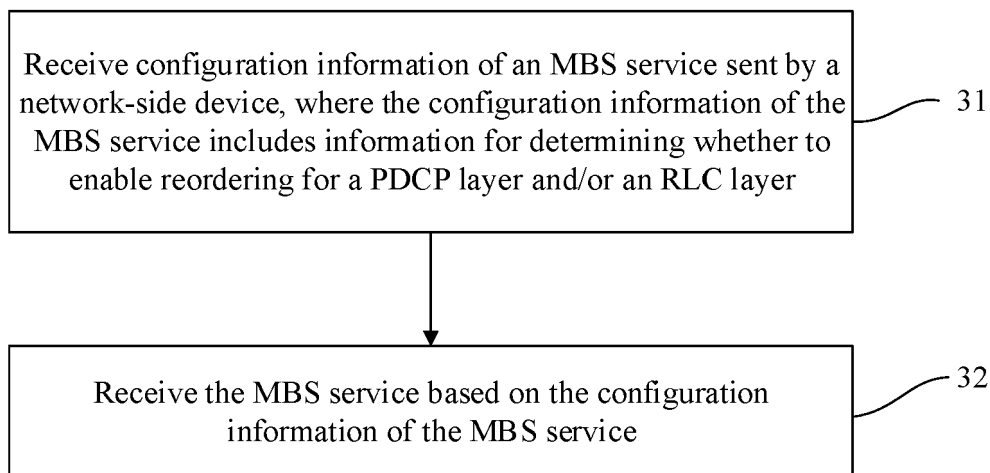 Receive configuration information of an MBS service sent by a
network-side device, where the configuration information of the
MBS service includes information for determining whether to
enable reordering for a PDCP layer and/or an RLC layer
31
Receive the MBS service based on the configuration
information of the MBS service
32